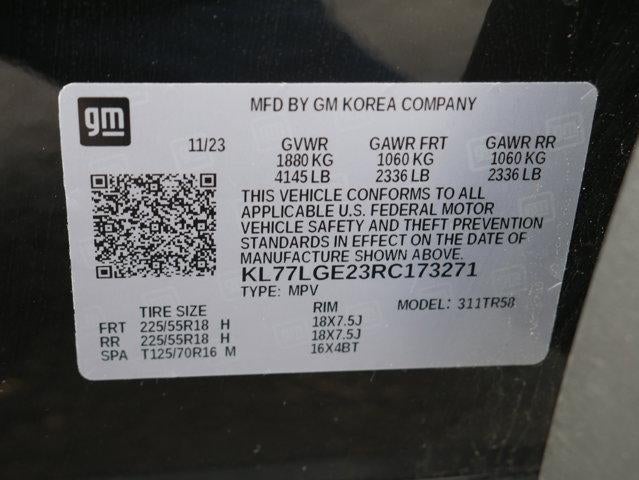 gm
MFD BY GM KOREA COMPANY
11/23 GVWR GAWR FRT GAWR RR
1880 KG 1060 KG 1060 KG
4145 LB 2336 LB 2336 LB
THIS VEHICLE CONFORMS TO ALL
APPLICABLE U.S. FEDERAL MOTOR
VEHICLE SAFETY AND THEFT PREVENTION
STANDARDS IN EFFECT ON THE DATE OF
MANUFACTURE SHOWN ABOVE.
KL77LGE23RC173271
TYPE: MPV MODEL: 311TR58
TIRE SIZE RIM
FRT 225/55R18 H 18X7.5J
RR 225/55R18 H 18X7.5J
SPA T125/70R16 M 16X4BT